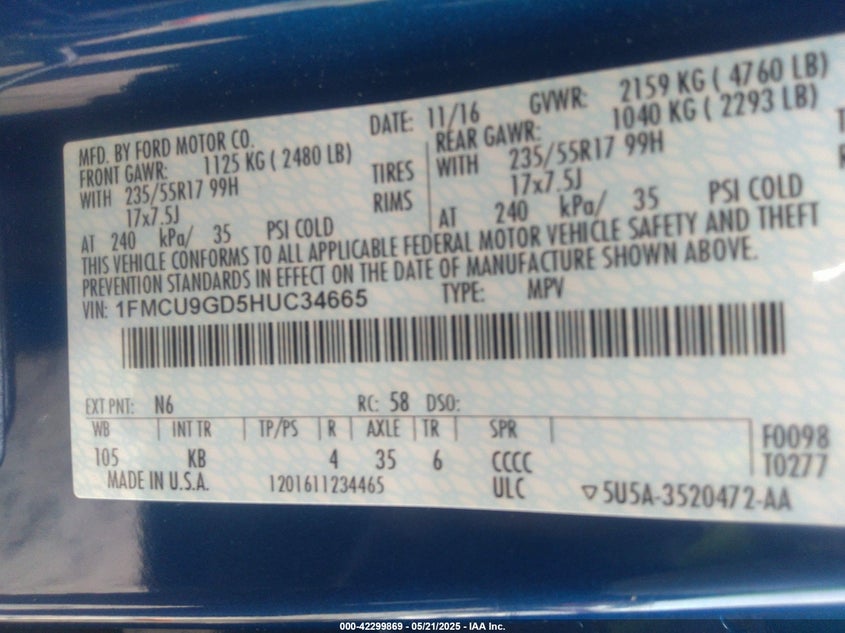 MFD. BY FORD MOTOR CO. DATE: 11/16 GVWR: 2159 KG ( 4760 LB)
FRONT GAWR: 1125 KG ( 2480 LB) REAR GAWR: 1040 KG ( 2293 LB)
WITH 235/55R17 99H TIRES WITH 235/55R17 99H
17x7.5J RIMS 17x7.5J
AT 240 kPa/ 35 PSI COLD AT 240 kPa/ 35 PSI COLD
THIS VEHICLE CONFORMS TO ALL APPLICABLE FEDERAL MOTOR VEHICLE SAFETY AND THEFT
PREVENTION STANDARDS IN EFFECT ON THE DATE OF MANUFACTURE SHOWN ABOVE.
VIN: 1FMCU9GD5HUC34665 TYPE: MPV
EXT PNT: N6 RC: 58 DSO:
WB INT TR TP/PS R AXLE TR SPR F0098
105 KB 4 35 6 CCCC T0277
MADE IN U.S.A. 1201611234465 ULC 5U5A-3520472-AA
000-42299869 - 05/21/2025 - IAA Inc.